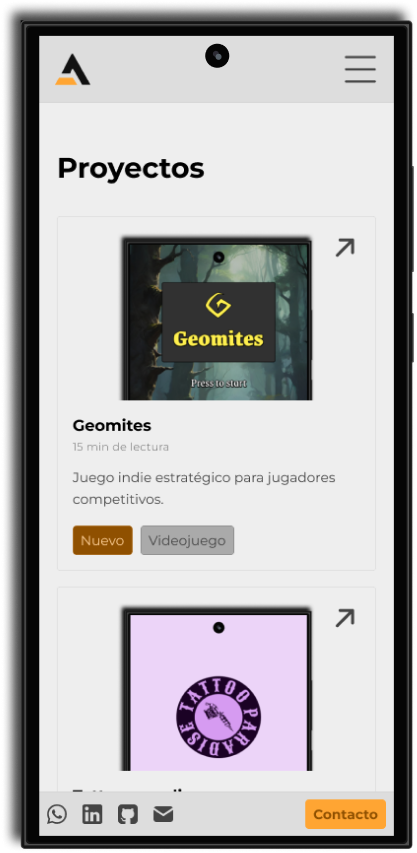 Proyectos
Geomites
Press to start
Geomites
15 min de lectura
Juego indie estratégico para jugadores
competitivos.
Nuevo
Videojuego
TATTOO PARADISE
Contacto